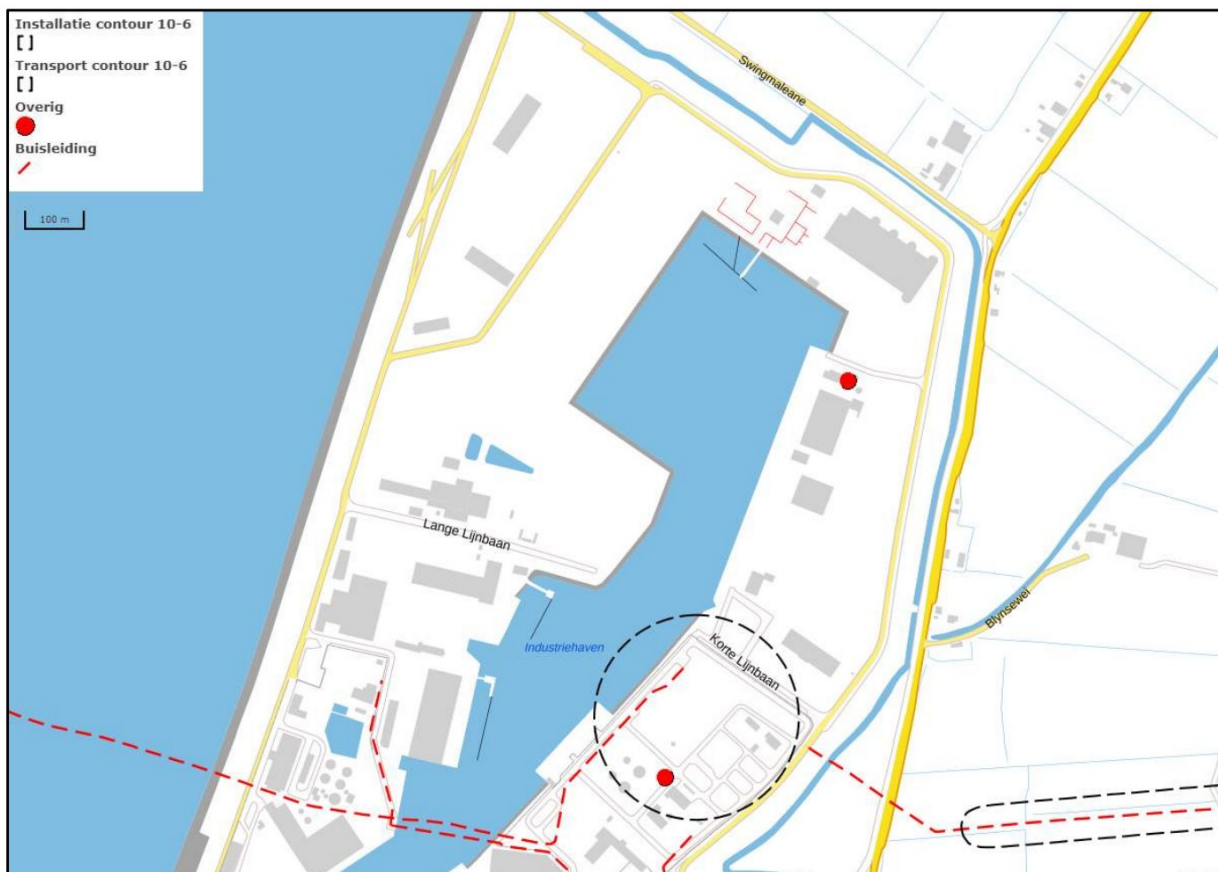 Installatie contour 10-6
[ ]
Transport contour 10-6
[ ]
Overig
Buisleiding
100 m
Swingmaleane
Lange Lijnbaan
Industriehaven
Korte Lijnbaan
Blynsewei